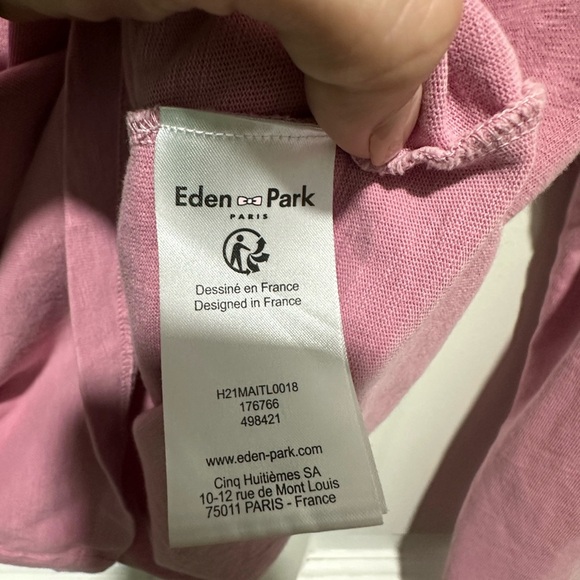 Eden Park
PARIS
Dessiné en France
Designed in France
H21MAITL0018
176766
498421
www.eden-park.com
Cinq Huitièmes SA
10-12 rue de Mont Louis
75011 PARIS - France